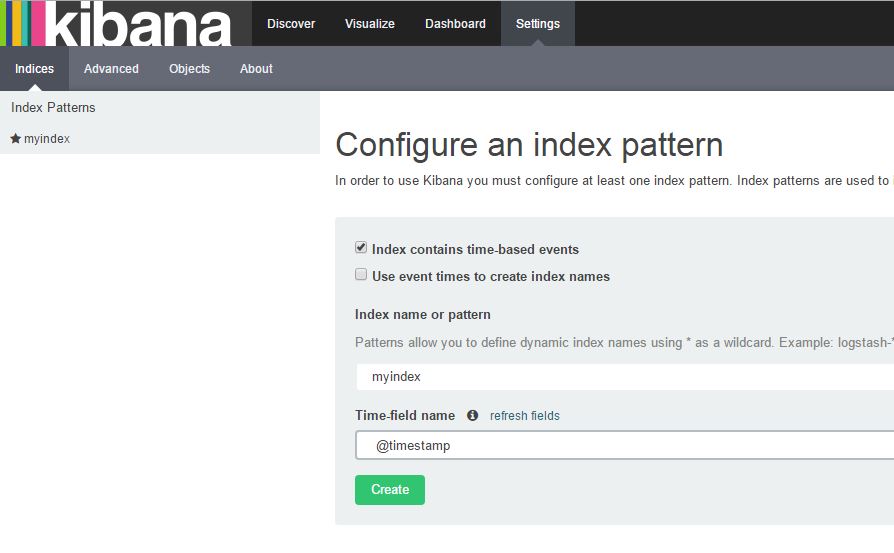 kibana
Discover
Visualize
Dashboard
Settings
Indices
Advanced
Objects
About
Index Patterns
myindex
Configure an index pattern
In order to use Kibana you must configure at least one index pattern. Index patterns are used to
Index contains time-based events
Use event times to create index names
Index name or pattern
Patterns allow you to define dynamic index names using * as a wildcard. Example: logstash-*
myindex
Time-field name
refresh fields
@timestamp
Create